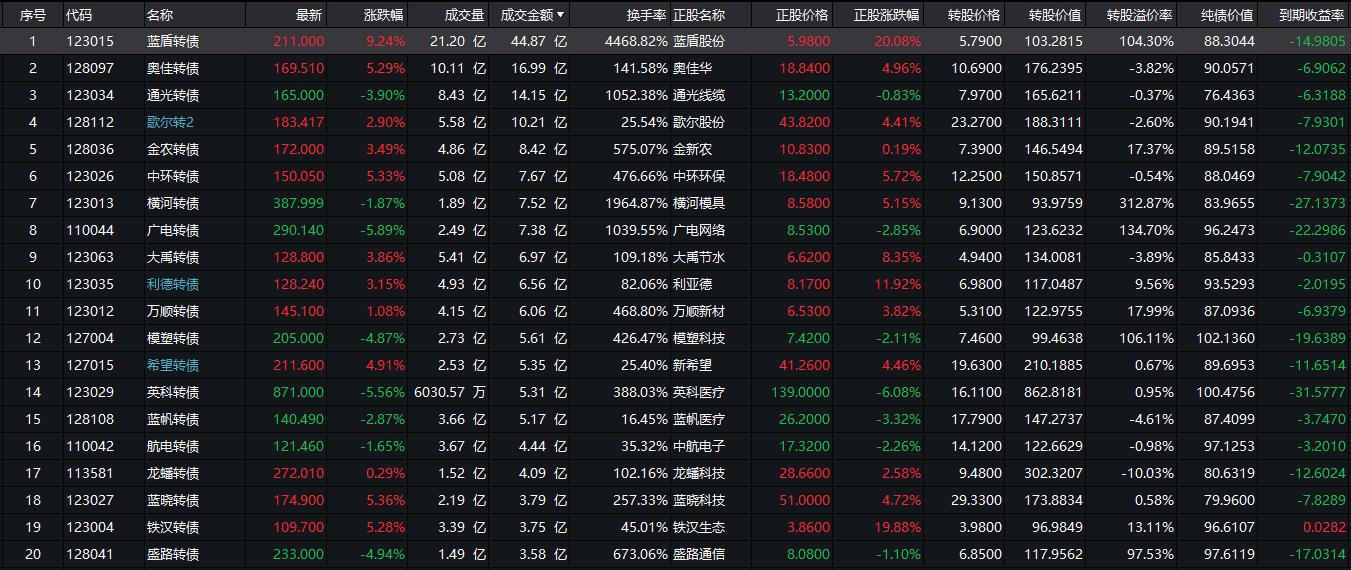 序号 代码 名称 最新 涨跌幅 成交量 成交金额▼ 换手率 正股名称 正股价格 正股涨跌幅 转股价格 转股价值 转股溢价率 纯债价值 到期收益率
1 123015 蓝盾转债 211.000 9.24% 21.20 亿 44.87 亿 4468.82% 蓝盾股份 5.9800 20.08% 5.7900 103.2815 104.30% 88.3044 -14.9805
2 128097 奥佳转债 169.510 5.29% 10.11 亿 16.99 亿 141.58% 奥佳华 18.8400 4.96% 10.6900 176.2395 -3.82% 90.0571 -6.9062
3 123034 通光转债 165.000 -3.90% 8.43 亿 14.15 亿 1052.38% 通光线缆 13.2000 -0.83% 7.9700 165.6211 -0.37% 76.4363 -6.3188
4 128112 歌尔转2 183.417 2.90% 5.58 亿 10.21 亿 25.54% 歌尔股份 43.8200 4.41% 23.2700 188.3111 -2.60% 90.1941 -7.9301
5 128036 金农转债 172.000 3.49% 4.86 亿 8.42 亿 575.07% 金新农 10.8300 0.19% 7.3900 146.5494 17.37% 89.5158 -12.0735
6 123026 中环转债 150.050 5.33% 5.08 亿 7.67 亿 476.66% 中环环保 18.4800 5.72% 12.2500 150.8571 -0.54% 88.0469 -7.9042
7 123013 横河转债 387.999 -1.87% 1.89 亿 7.52 亿 1964.87% 横河模具 8.5800 5.15% 9.1300 93.9759 312.87% 83.9655 -27.1373
8 110044 广电转债 290.140 -5.89% 2.49 亿 7.38 亿 1039.55% 广电网络 8.5300 -2.85% 6.9000 123.6232 134.70% 96.2473 -22.2986
9 123063 大禹转债 128.800 3.86% 5.41 亿 6.97 亿 109.18% 大禹节水 6.6200 8.35% 4.9400 134.0081 -3.89% 85.8433 -0.3107
10 123035 利德转债 128.240 3.15% 4.93 亿 6.56 亿 82.06% 利亚德 8.1700 11.92% 6.9800 117.0487 9.56% 93.5293 -2.0195
11 123012 万顺转债 145.100 1.08% 4.15 亿 6.06 亿 468.80% 万顺新材 6.5300 3.82% 5.3100 122.9755 17.99% 87.0936 -6.9379
12 127004 模塑转债 205.000 -4.87% 2.73 亿 5.61 亿 426.47% 模塑科技 7.4200 -2.11% 7.4600 99.4638 106.11% 102.1360 -19.6389
13 127015 希望转债 211.600 4.91% 2.53 亿 5.35 亿 25.40% 新希望 41.2600 4.46% 19.6300 210.1885 0.67% 89.6953 -11.6514
14 123029 英科转债 871.000 -5.56% 6030.57 万 5.31 亿 388.03% 英科医疗 139.0000 -6.08% 16.1100 862.8181 0.95% 100.4756 -31.5777
15 128108 蓝帆转债 140.490 -2.87% 3.66 亿 5.17 亿 16.45% 蓝帆医疗 26.2000 -3.32% 17.7900 147.2737 -4.61% 87.4099 -3.7470
16 110042 航电转债 121.460 -1.65% 3.67 亿 4.44 亿 35.32% 中航电子 17.3200 -2.26% 14.1200 122.6629 -0.98% 97.1253 -3.2010
17 113581 龙蟠转债 272.010 0.29% 1.52 亿 4.09 亿 102.16% 龙蟠科技 28.6600 2.58% 9.4800 302.3207 -10.03% 80.6319 -12.6024
18 123027 蓝晓转债 174.900 5.36% 2.19 亿 3.79 亿 257.33% 蓝晓科技 51.0000 4.72% 29.3300 173.8834 0.58% 79.9600 -7.8289
19 123004 铁汉转债 109.700 5.28% 3.39 亿 3.75 亿 45.01% 铁汉生态 3.8600 19.88% 3.9800 96.9849 13.11% 96.6107 0.0282
20 128041 盛路转债 233.000 -4.94% 1.49 亿 3.58 亿 673.06% 盛路通信 8.0800 -1.10% 6.8500 117.9562 97.53% 97.6119 -17.0314